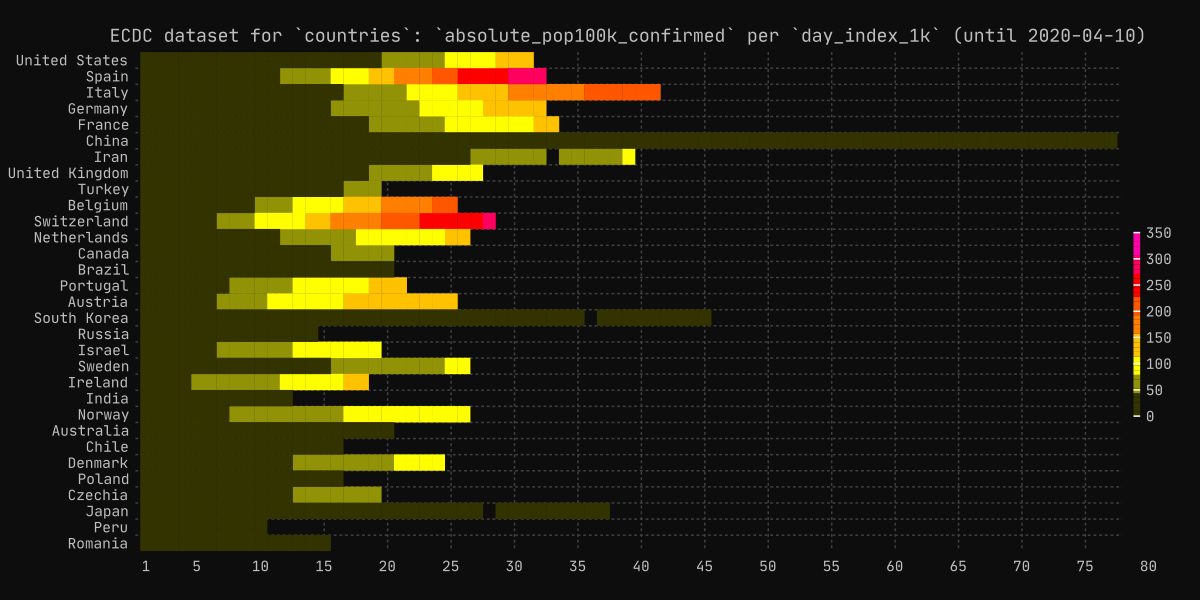 ECDC dataset for `countries`: `absolute_pop100k_confirmed` per `day_index_1k` (until 2020-04-10)
United States
Spain
Italy
Germany
France
China
Iran
United Kingdom
Turkey
Belgium
Switzerland
Netherlands
Canada
Brazil
Portugal
Austria
South Korea
Russia
Israel
Sweden
Ireland
India
Norway
Australia
Chile
Denmark
Poland
Czechia
Japan
Peru
Romania
1 5 10 15 20 25 30 35 40 45 50 55 60 65 70 75 80
350
300
250
200
150
100
50
0